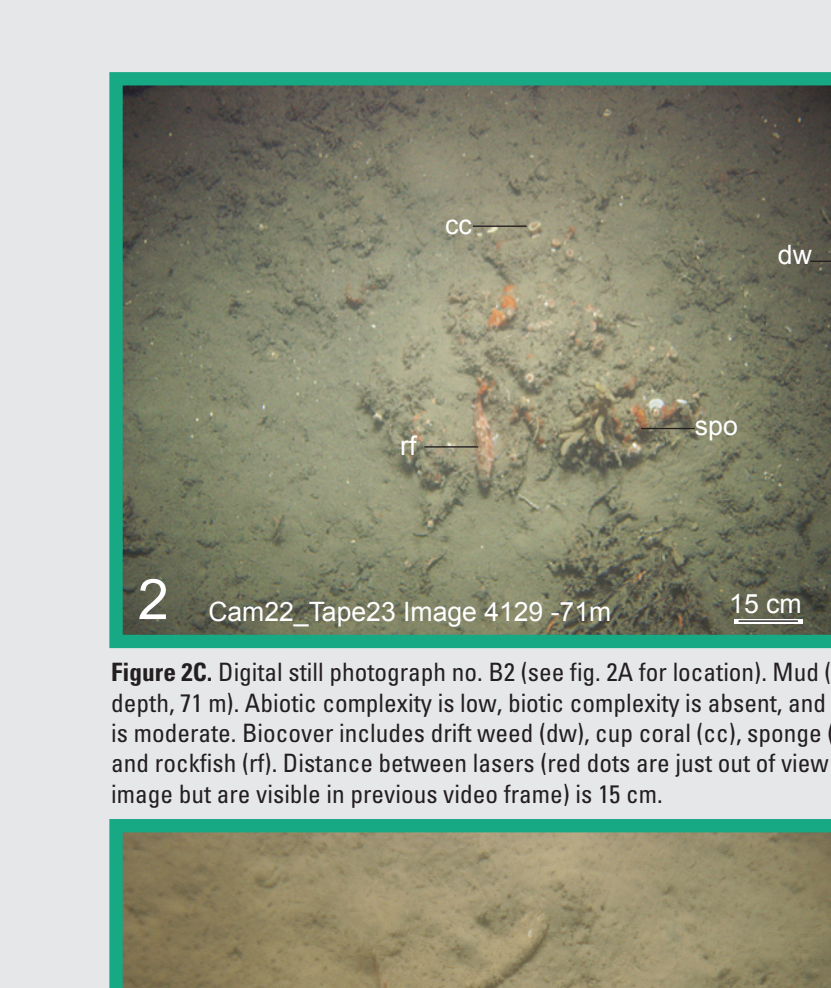 cc
dw
rf
spo
2 Cam22_Tape23 Image 4129 -71m 15 cm
Figure 2C. Digital still photograph no. B2 (see fig. 2A for location). Mud (
depth, 71 m). Abiotic complexity is low, biotic complexity is absent, and
is moderate. Biocover includes drift weed (dw), cup coral (cc), sponge (
and rockfish (rf). Distance between lasers (red dots are just out of view
image but are visible in previous video frame) is 15 cm.